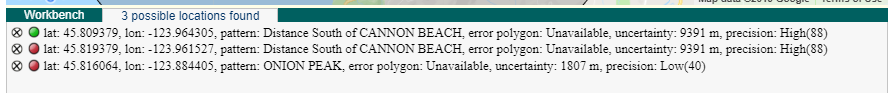 Workbench 3 possible locations found
lat: 45.809379, lon: -123.964305, pattern: Distance South of CANNON BEACH, error polygon: Unavailable, uncertainty: 9391 m, precision: High(88)
lat: 45.819379, lon: -123.961527, pattern: Distance South of CANNON BEACH, error polygon: Unavailable, uncertainty: 9391 m, precision: High(88)
lat: 45.816064, lon: -123.884405, pattern: ONION PEAK, error polygon: Unavailable, uncertainty: 1807 m, precision: Low(40)